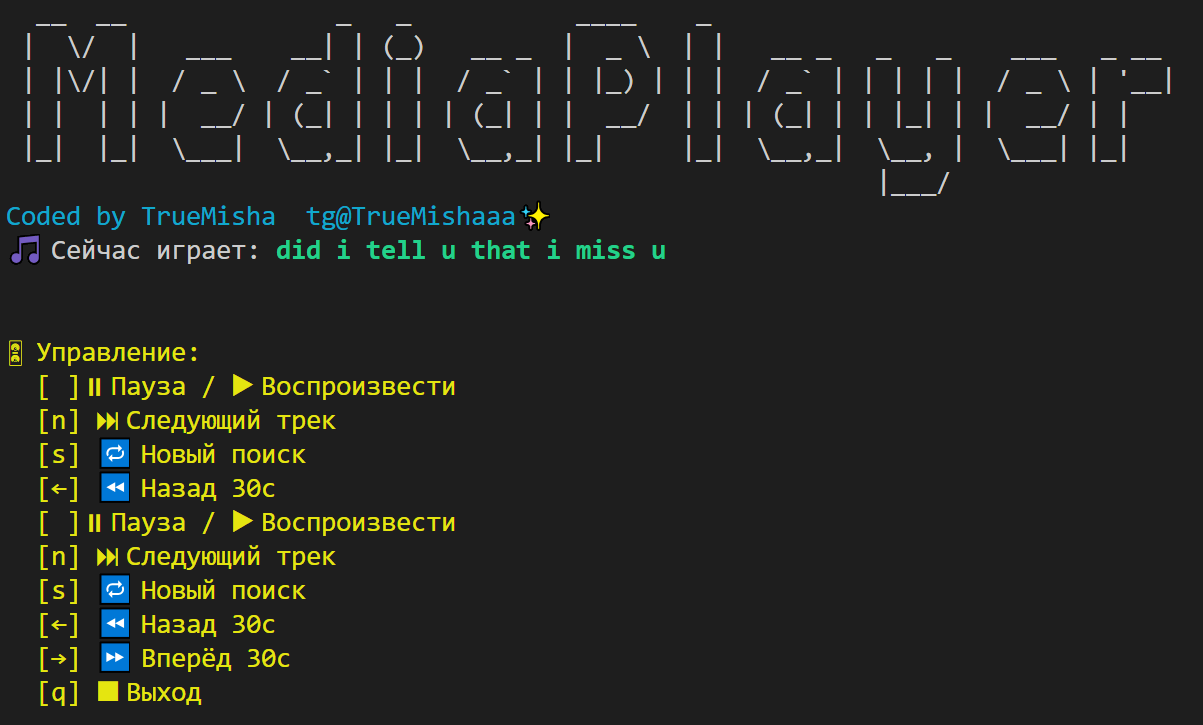 MediaPlayer
Coded by TrueMisha  tg@TrueMishaaa✨
🎵 Сейчас играет: did i tell u that i miss u
🎛 Управление:
[ ]⏸Пауза / ▶Воспроизвести
[n] ⏭Следующий трек
[s] 🔁 Новый поиск
[←] ⏪ Назад 30с
[ ]⏸Пауза / ▶Воспроизвести
[n] ⏭Следующий трек
[s] 🔁 Новый поиск
[←] ⏪ Назад 30с
[→] ⏩ Вперёд 30с
[q] ⏹Выход